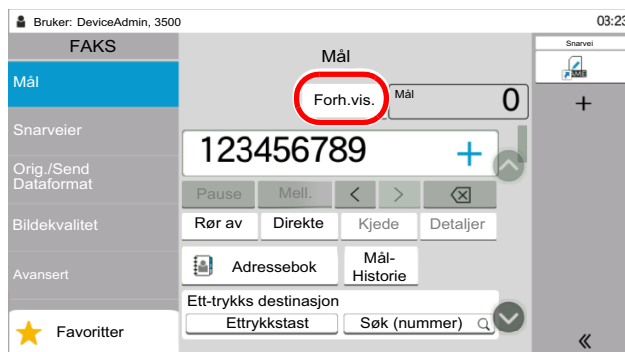 Bruker: DeviceAdmin, 3500
03:23
FAKS
Mål
Snarveier
Orig./Send
Dataformat
Bildekvalitet
Avansert
Favoritter
Mål
Forh.vis.
Mål
0
123456789 +
Pause
Mell.
<
>
Rør av
Direkte
Kjede
Detaljer
Adressebok
Mål-
Historie
Ett-trykks destinasjon
Ettrykkstast
Søk (nummer)
Snarvei
+